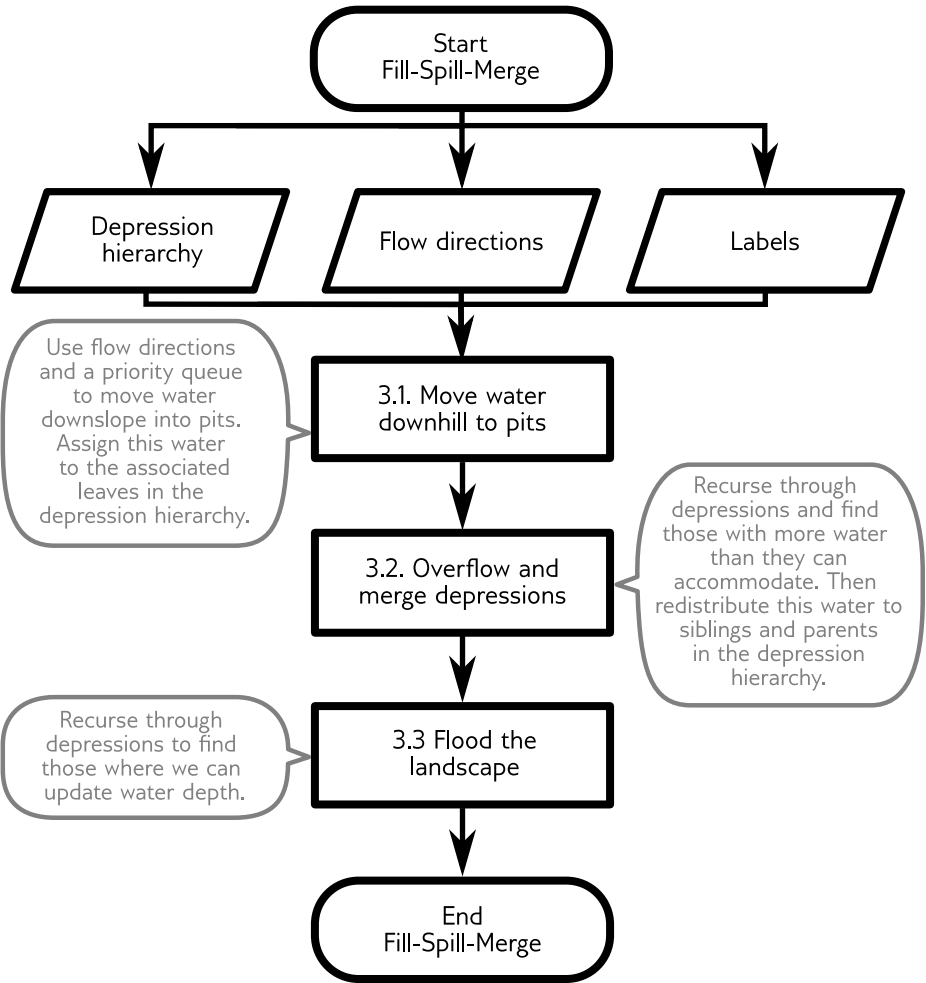 Start
Fill-Spill-Merge
Depression
hierarchy
Flow directions
Labels
Use flow directions
and a priority queue
to move water
downslope into pits.
Assign this water
to the associated
leaves in the
depression hierarchy.
3.1. Move water
downhill to pits
3.2. Overflow and
merge depressions
Recurse through
depressions and find
those with more water
than they can
accommodate. Then
redistribute this water to
siblings and parents
in the depression
hierarchy.
Recurse through
depressions to find
those where we can
update water depth.
3.3 Flood the
landscape
End
Fill-Spill-Merge